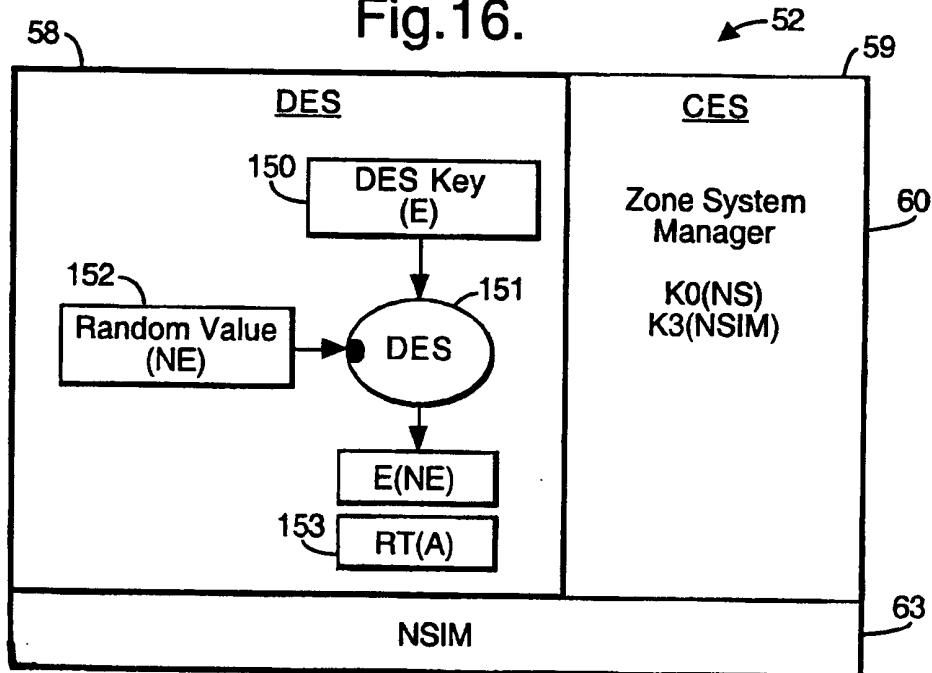 Fig.16.
52
58
59
DES
CES
150
DES Key
(E)
Zone System
Manager
60
152
151
K0(NS)
K3(NSIM)
Random Value
(NE)
DES
E(NE)
153
RT(A)
63
NSIM